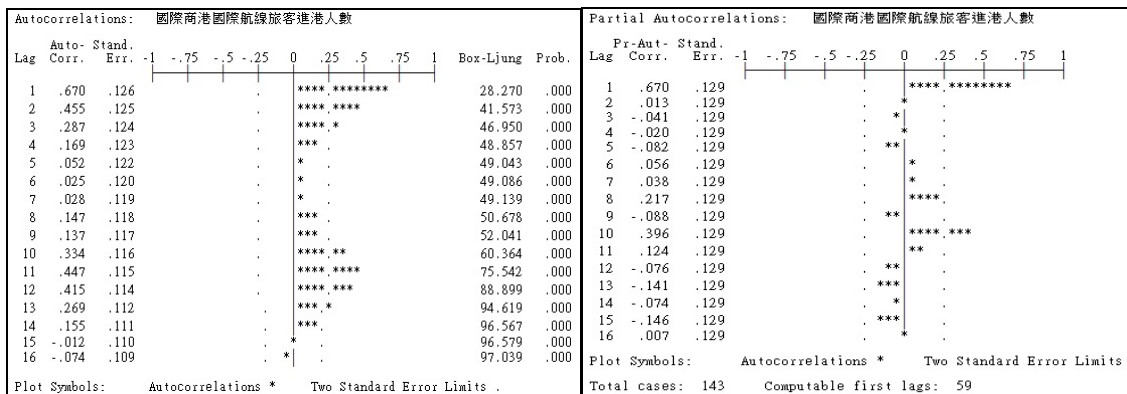 Autocorrelations: 國際商港國際航線旅客進港人數
Auto- Stand.
Lag Corr. Err. -1 -.75 -.5 -.25 0 .25 .5 .75 1 Box-Ljung Prob.
1 .670 .126 ****.******** 28.270 .000
2 .455 .125 ****.**** 41.573 .000
3 .287 .124 ****.* 46.950 .000
4 .169 .123 *** . 48.857 .000
5 .052 .122 * . 49.043 .000
6 .025 .120 * . 49.086 .000
7 .028 .119 * . 49.139 .000
8 .147 .118 *** . 50.678 .000
9 .137 .117 *** . 52.041 .000
10 .334 .116 ****.** 60.364 .000
11 .447 .115 ****.**** 75.542 .000
12 .415 .114 ****.*** 88.899 .000
13 .269 .112 ***.* 94.619 .000
14 .155 .111 ***. 96.567 .000
15 -.012 .110 * 96.579 .000
16 -.074 .109 * 97.039 .000
Plot Symbols: Autocorrelations * Two Standard Error Limits .
Partial Autocorrelations: 國際商港國際航線旅客進港人數
Pr-Aut- Stand.
Lag Corr. Err. -1 -.75 -.5 -.25 0 .25 .5 .75 1
1 .670 .129 ****.********
2 .013 .129 *
3 -.041 .129 *
4 -.020 .129 *
5 -.082 .129 **
6 .056 .129 *
7 .038 .129 *
8 .217 .129 ****.
9 -.088 .129 **
10 .396 .129 ****.***
11 .124 .129 **
12 -.076 .129 **
13 -.141 .129 ***
14 -.074 .129 *
15 -.146 .129 ***
16 .007 .129 *
Plot Symbols: Autocorrelations * Two Standard Error Limits
Total cases: 143 Computable first lags: 59